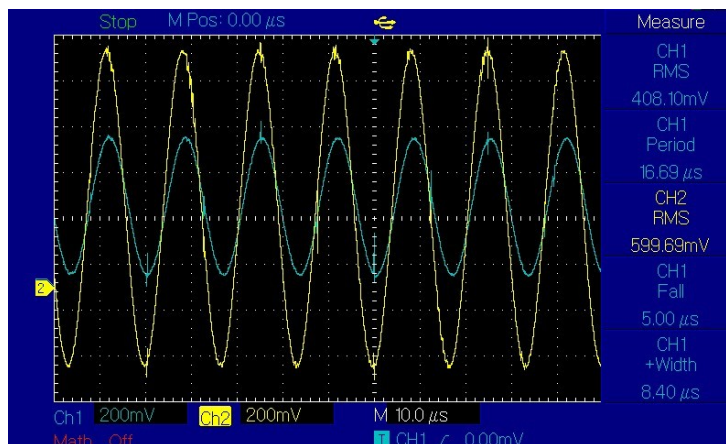 Stop M Pos: 0.00 μs
Measure
CH1
RMS
408.10mV
CH1
Period
16.69 μs
CH2
RMS
599.69mV
CH1
Fall
5.00 μs
CH1
+Width
8.40 μs
2
Ch1 200mV Ch2 200mV M 10.0 μs
Math Off T CH1 0.00mV